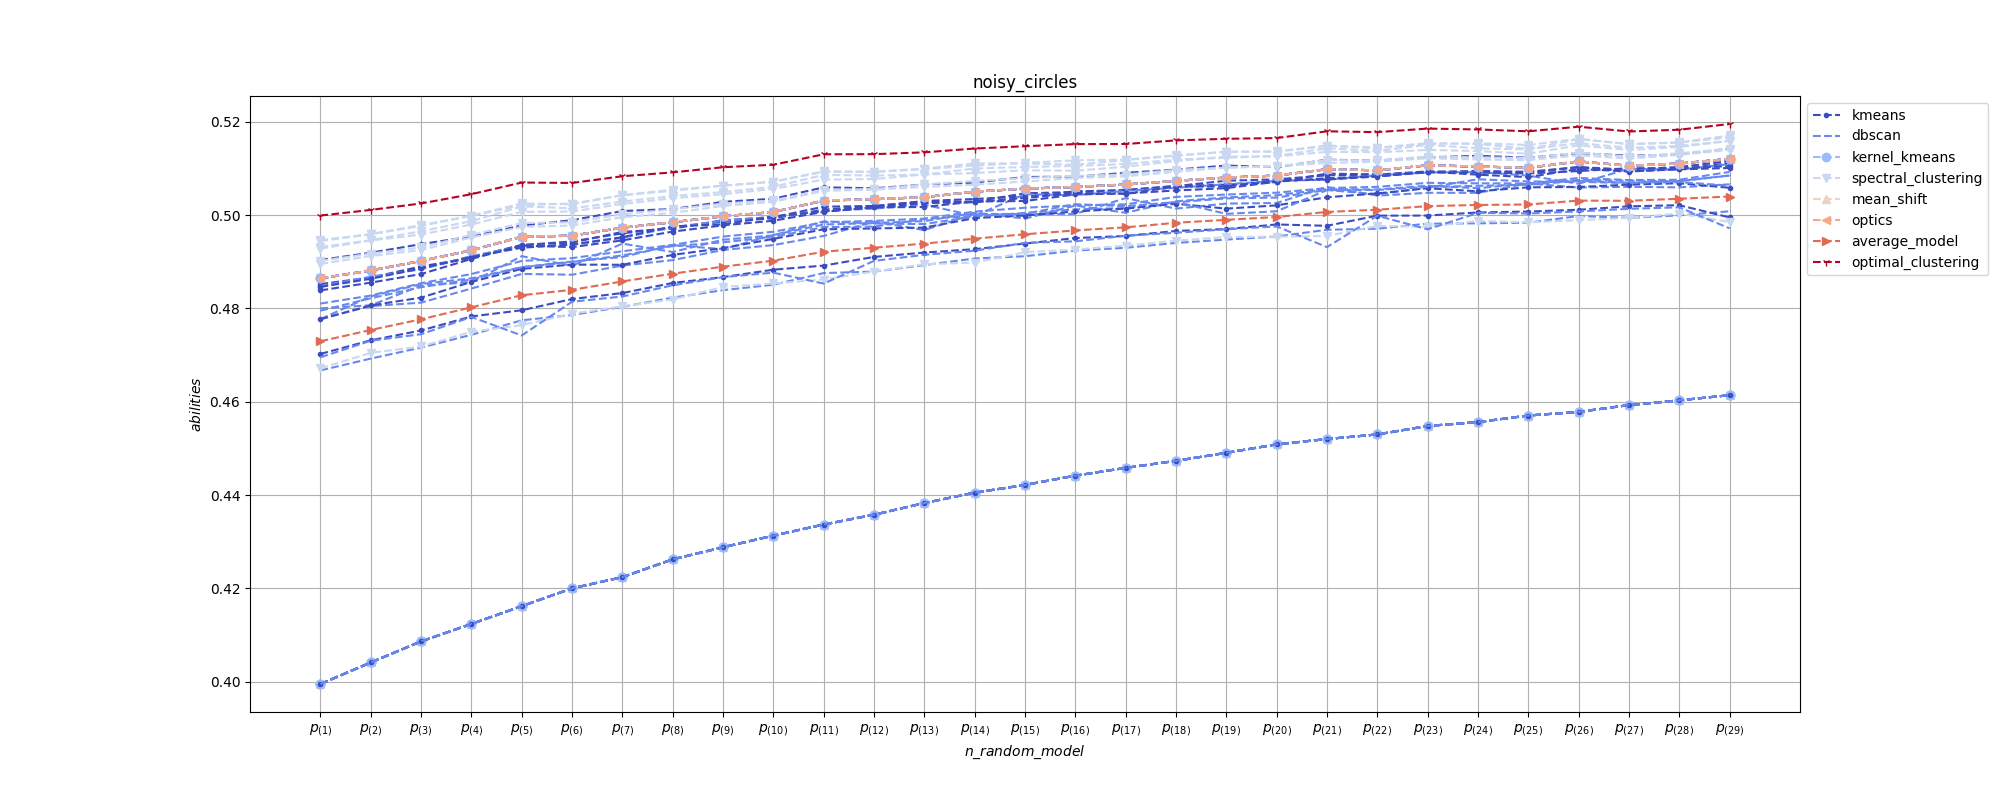 noisy_circles
0.52
0.50
0.48
0.46
0.44
0.42
0.40
abilities
p(1) p(2) p(3) p(4) p(5) p(6) p(7) p(8) p(9) p(10) p(11) p(12) p(13) p(14) p(15) p(16) p(17) p(18) p(19) p(20) p(21) p(22) p(23) p(24) p(25) p(26) p(27) p(28) p(29)
n_random_model
kmeans
dbscan
kernel_kmeans
spectral_clustering
mean_shift
optics
average_model
optimal_clustering